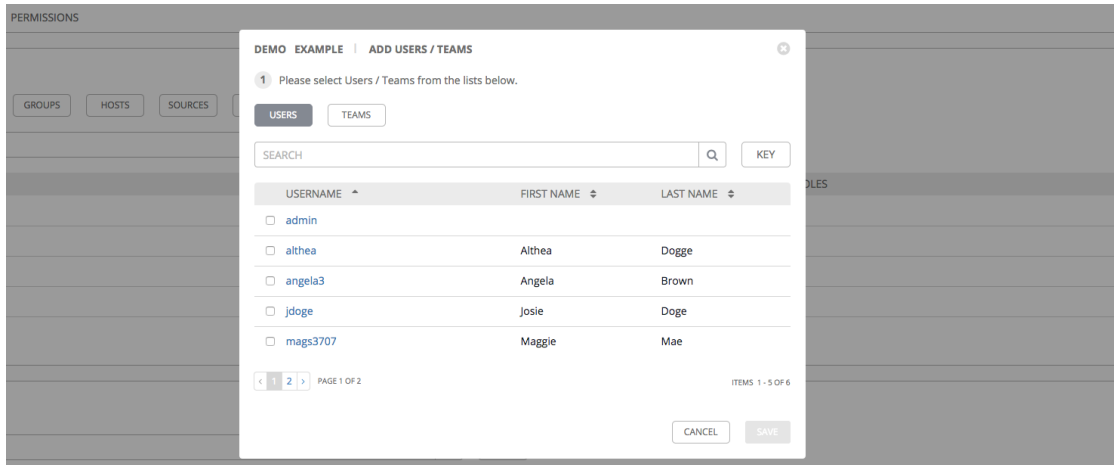 PERMISSIONS
DEMO EXAMPLE | ADD USERS / TEAMS
1 Please select Users / Teams from the lists below.
GROUPS HOSTS SOURCES
USERS TEAMS
SEARCH KEY
USERNAME FIRST NAME LAST NAME
admin
althea Althea Dogge
angela3 Angela Brown
jdoge Josie Doge
mags3707 Maggie Mae
< 1 2 > PAGE 1 OF 2 ITEMS 1 - 5 OF 6
CANCEL SAVE